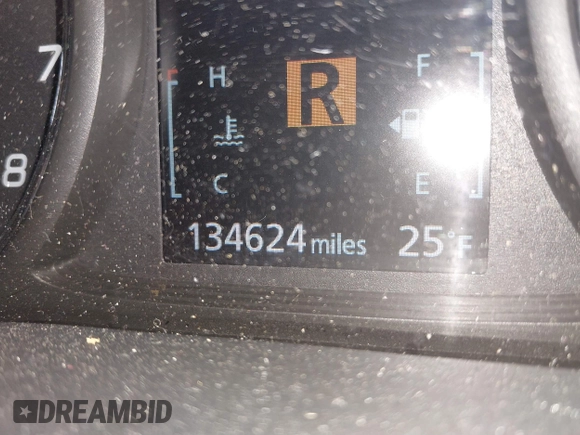 7
H R F
8
C E
134624 miles 25°F
DREAMBID